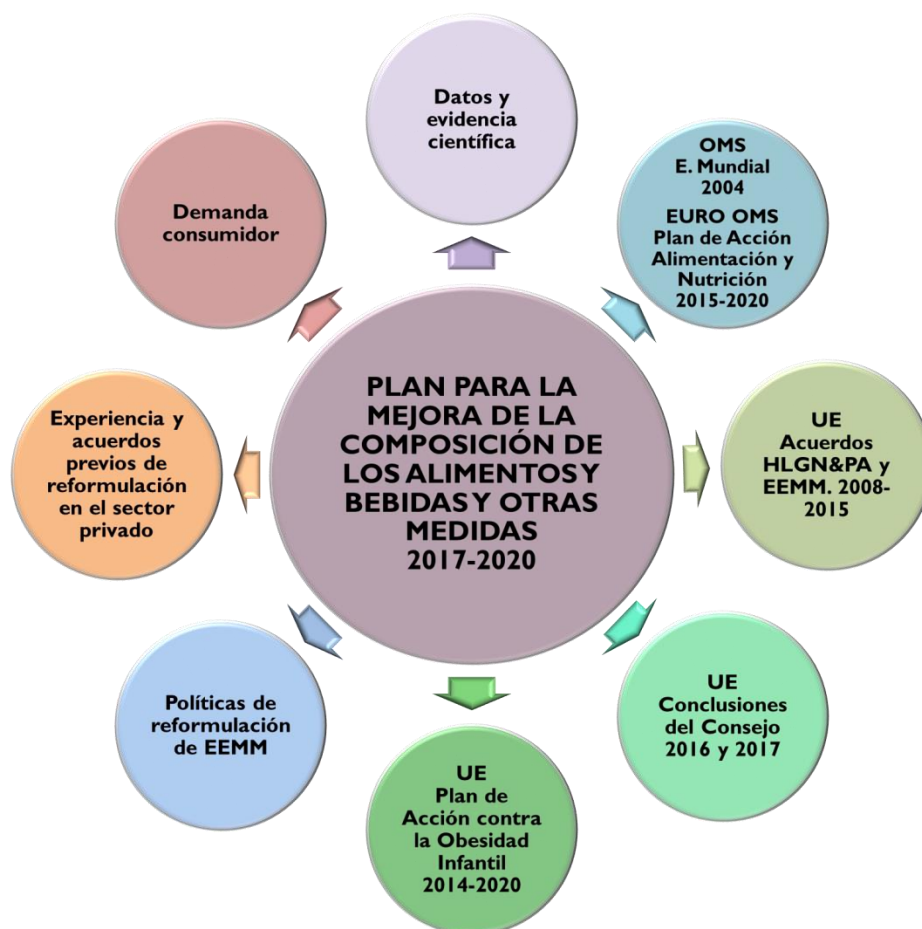 Datos y
evidencia
científica
OMS
E. Mundial
2004
EURO OMS
Plan de Acción
Alimentación y
Nutrición
2015-2020
UE
Acuerdos
HLGN&PA y
EEMM. 2008-
2015
UE
Conclusiones
del Consejo
2016 y 2017
UE
Plan de
Acción contra
la Obesidad
Infantil
2014-2020
Políticas de
reformulación
de EEMM
Experiencia y
acuerdos
previos de
reformulación
en el sector
privado
Demanda
consumidor
PLAN PARA LA
MEJORA DE LA
COMPOSICIÓN DE
LOS ALIMENTOS Y
BEBIDAS Y OTRAS
MEDIDAS
2017-2020